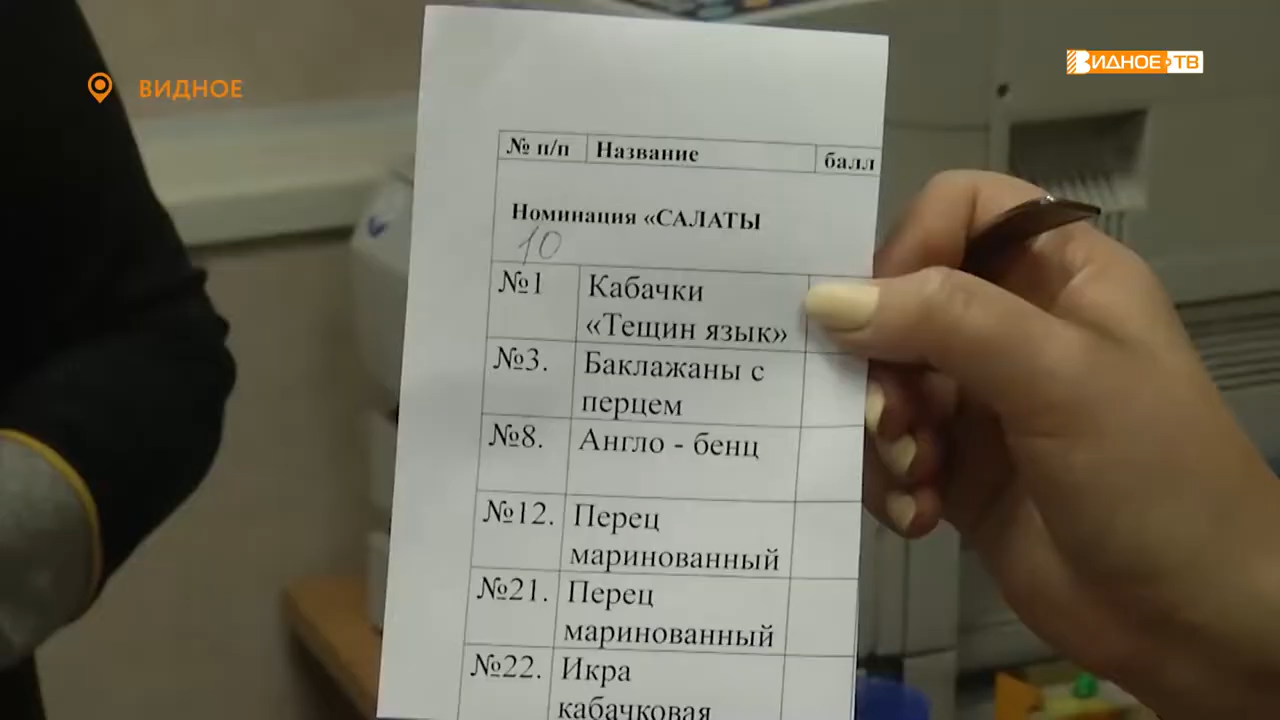 ВИДНОЕ
ВИДНОЕ ТВ
№ п/п Название балл
Номинация «САЛАТЫ
10
№1 Кабачки
«Тещин язык»
№3. Баклажаны с
перцем
№8. Англо - бенц
№12. Перец
маринованный
№21. Перец
маринованный
№22. Икра
кабачковая